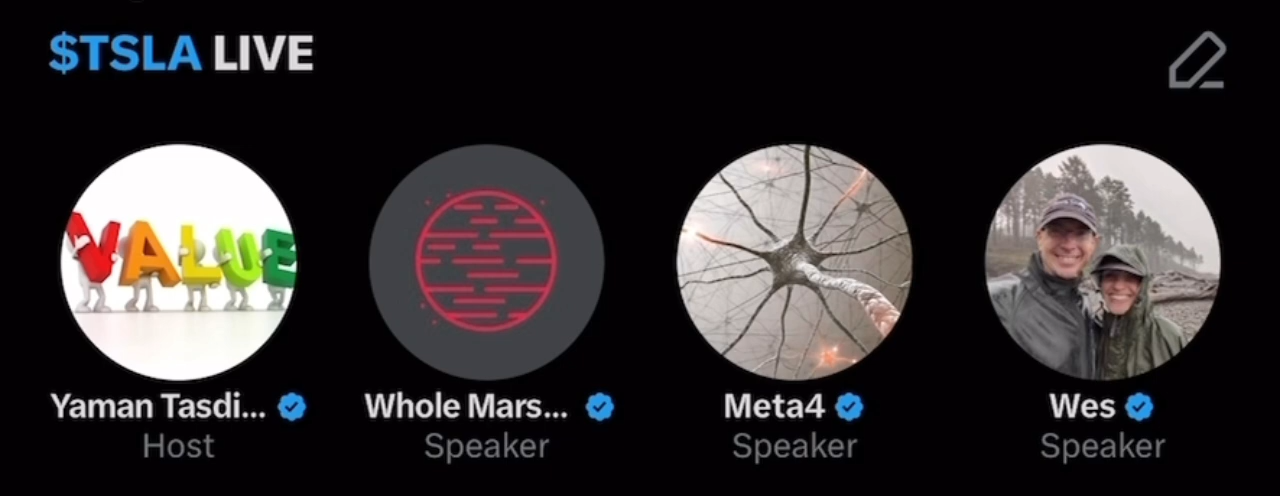 $TSLA LIVE
VALUE
Yaman Tasdi... Whole Mars... Meta4 Wes
Host Speaker Speaker Speaker